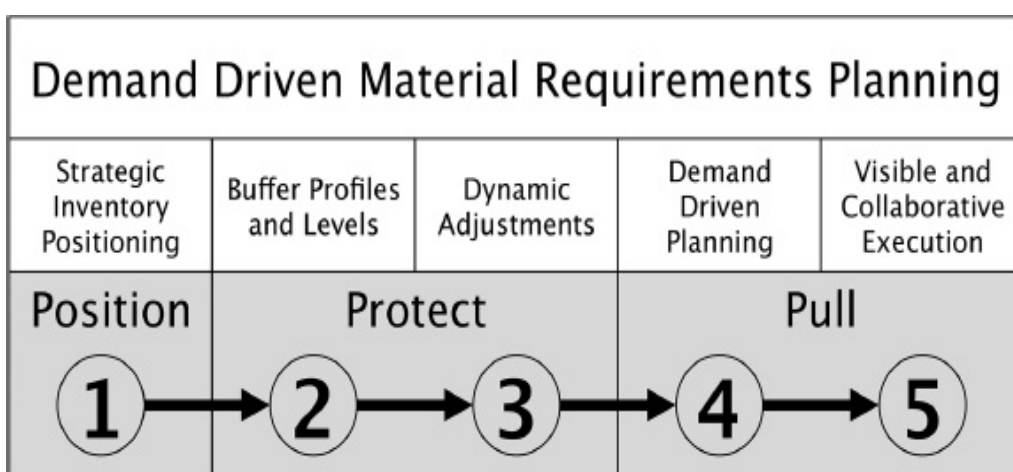 Demand Driven Material Requirements Planning
Strategic
Inventory
Positioning
Buffer Profiles
and Levels
Dynamic
Adjustments
Demand
Driven
Planning
Visible and
Collaborative
Execution
Position
Protect
Pull
1
2
3
4
5